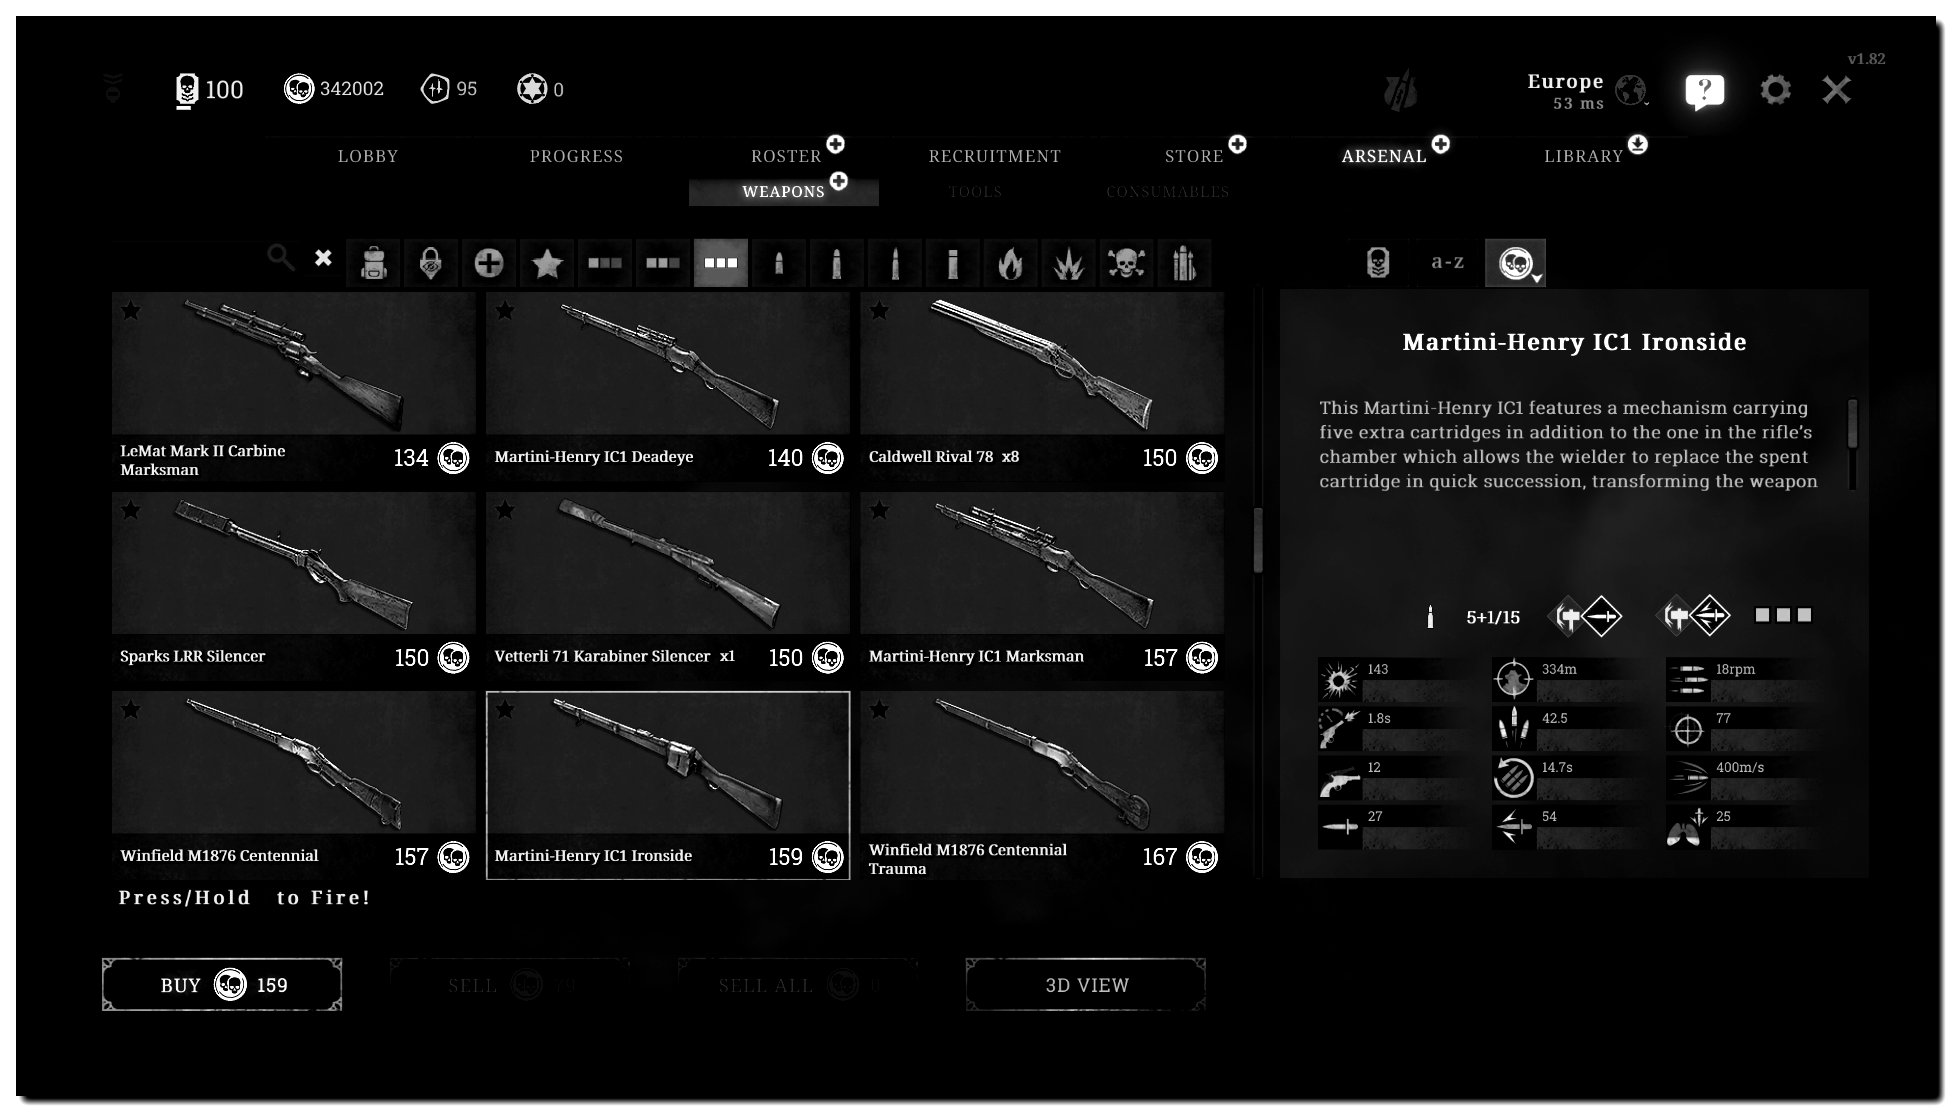 v1.82
100 342002 95 0
Europe
53 ms
?
LOBBY PROGRESS ROSTER RECRUITMENT STORE ARSENAL LIBRARY
WEAPONS TOOLS CONSUMABLES
a-z
LeMat Mark II Carbine
Marksman
134
Martini-Henry IC1 Deadeye
140
Caldwell Rival 78 x8
150
Sparks LRR Silencer
150
Vetterli 71 Karabiner Silencer x1
150
Martini-Henry IC1 Marksman
157
Winfield M1876 Centennial
157
Martini-Henry IC1 Ironside
159
Winfield M1876 Centennial
Trauma
167
Press/Hold to Fire!
BUY 159
SELL 79
SELL ALL 0
3D VIEW
Martini-Henry IC1 Ironside
This Martini-Henry IC1 features a mechanism carrying
five extra cartridges in addition to the one in the rifle's
chamber which allows the wielder to replace the spent
cartridge in quick succession, transforming the weapon
5+1/15
143 334m 18rpm
1.8s 42.5 77
12 14.7s 400m/s
27 54 25